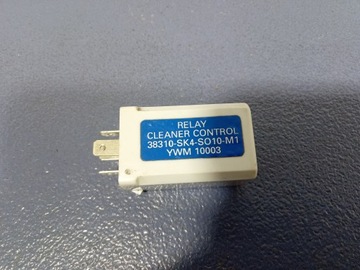 RELAY
CLEANER CONTROL
38310-SK4-SO10-M1
YWM 10003